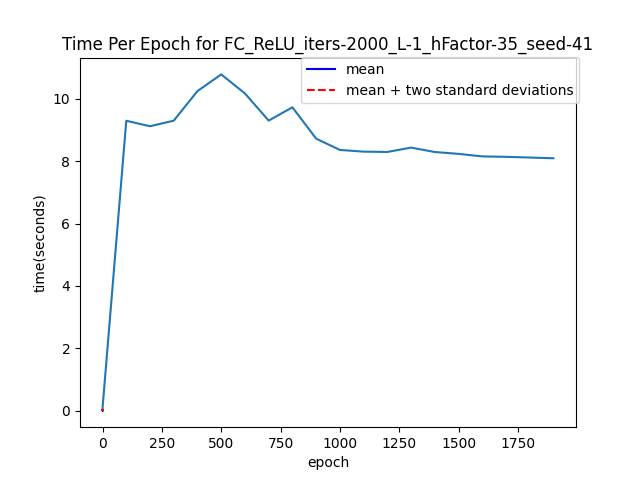 Time Per Epoch for FC_ReLU_iters-2000_L-1_hFactor-35_seed-41
mean
mean + two standard deviations
10
8
6
4
2
0
time(seconds)
0 250 500 750 1000 1250 1500 1750
epoch